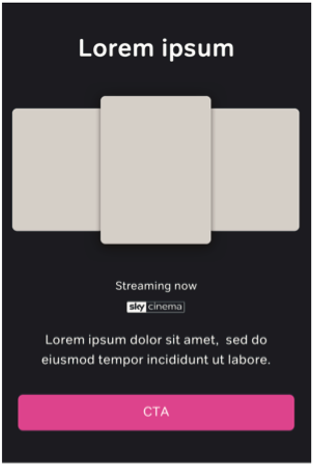 Lorem ipsum
Streaming now
sky cinema
Lorem ipsum dolor sit amet, sed do
eiusmod tempor incididunt ut labore.
CTA